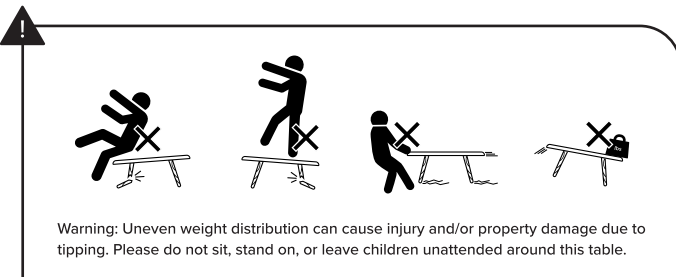 !
Warning: Uneven weight distribution can cause injury and/or property damage due to
tipping. Please do not sit, stand on, or leave children unattended around this table.